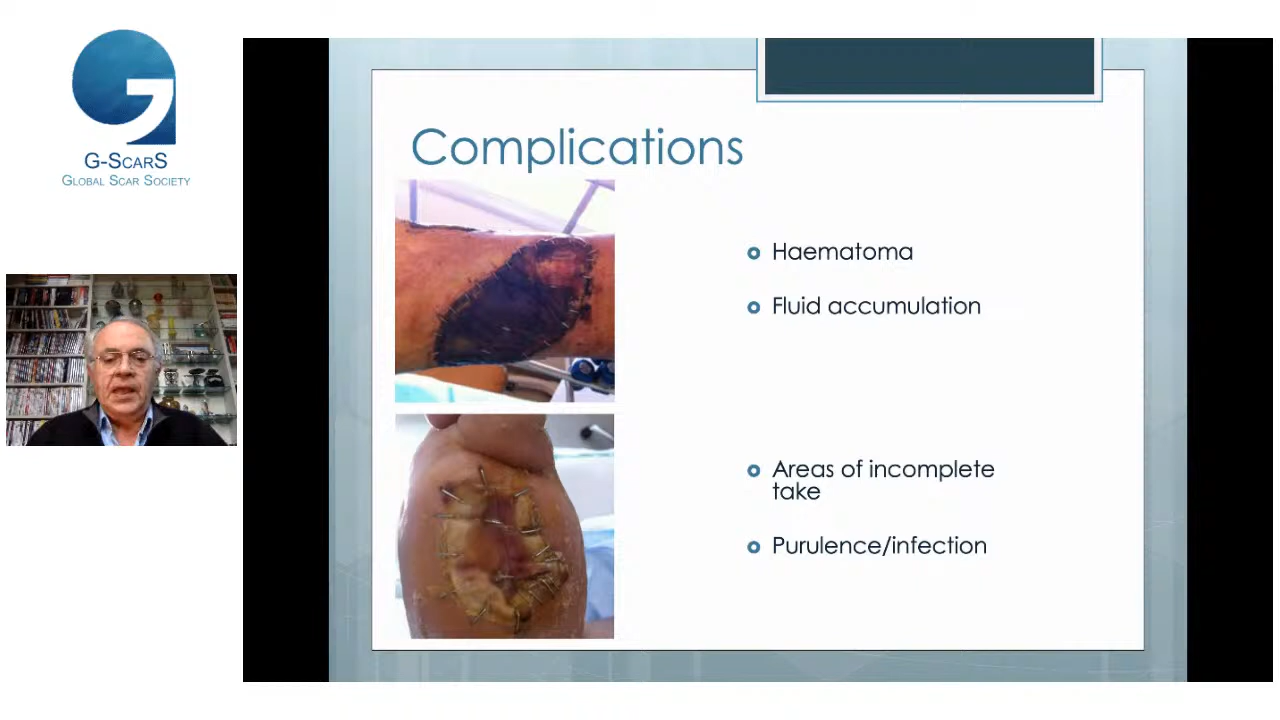 G-ScarS
Global Scar Society
Complications
Haematoma
Fluid accumulation
Areas of incomplete
take
Purulence/infection